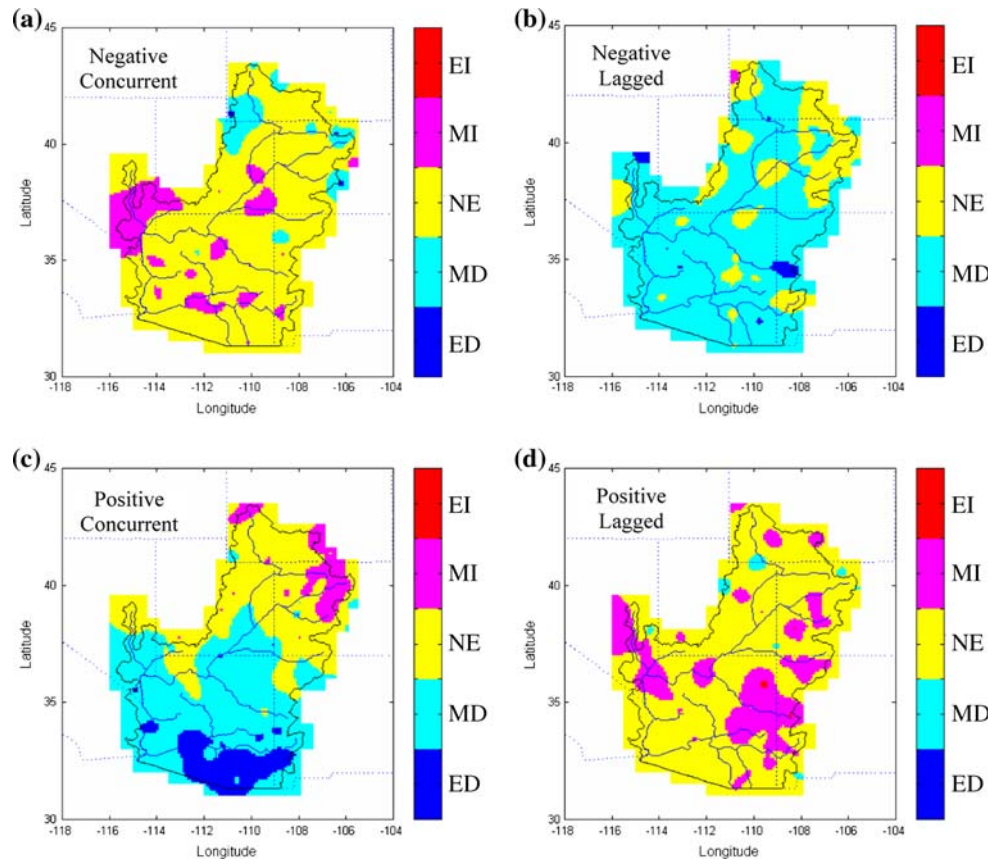 (a)
Negative
Concurrent
45
40
35
30
Latitude
-118 -116 -114 -112 -110 -108 -106 -104
Longitude
EI
MI
NE
MD
ED
(b)
Negative
Lagged
45
40
35
30
Latitude
-118 -116 -114 -112 -110 -108 -106 -104
Longitude
EI
MI
NE
MD
ED
(c)
Positive
Concurrent
45
40
35
30
Latitude
-118 -116 -114 -112 -110 -108 -106 -104
Longitude
EI
MI
NE
MD
ED
(d)
Positive
Lagged
45
40
35
30
Latitude
-118 -116 -114 -112 -110 -108 -106 -104
Longitude
EI
MI
NE
MD
ED